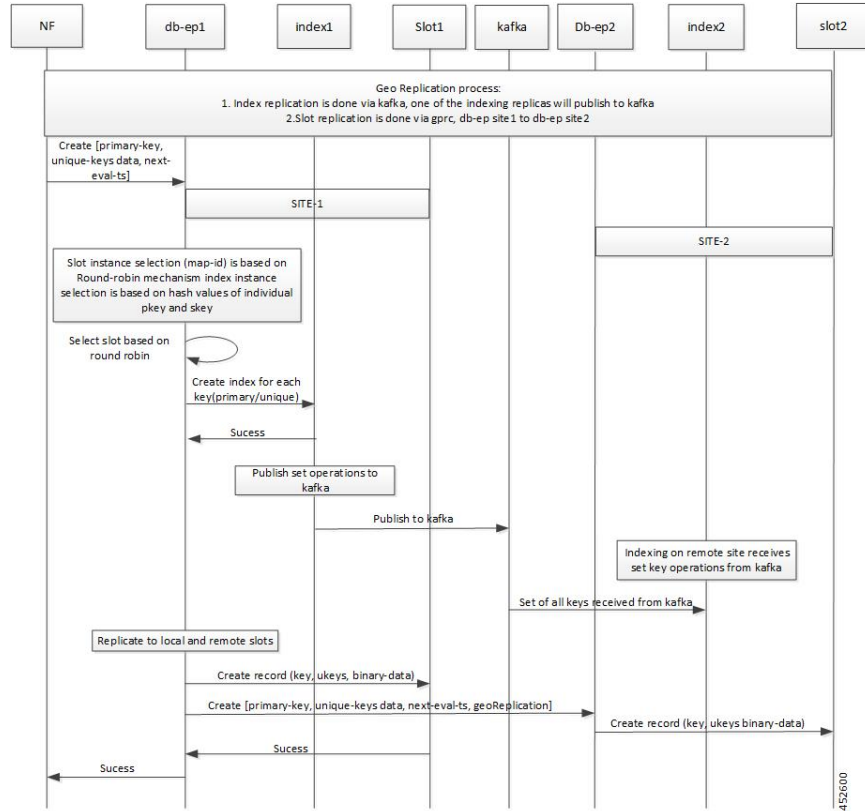 NF
db-ep1
index1
Slot1
kafka
Db-ep2
index2
slot2
Geo Replication process:
1. Index replication is done via kafka, one of the indexing replicas will publish to kafka
2.Slot replication is done via gprc, db-ep site1 to db-ep site2
Create [primary-key,
unique-keys data, next-
eval-ts]
SITE-1
SITE-2
Slot instance selection (map-id) is based on
Round-robin mechanism index instance
selection is based on hash values of individual
pkey and skey
Select slot based on
round robin
Create index for each
key(primary/unique)
Sucess
Publish set operations to
kafka
Publish to kafka
Indexing on remote site receives
set key operations from kafka
Set of all keys received from kafka
Replicate to local and remote slots
Create record (key, ukeys, binary-data)
Create [primary-key, unique-keys data, next-eval-ts, geoReplication]
Create record (key, ukeys binary-data)
Sucess
Sucess
452600